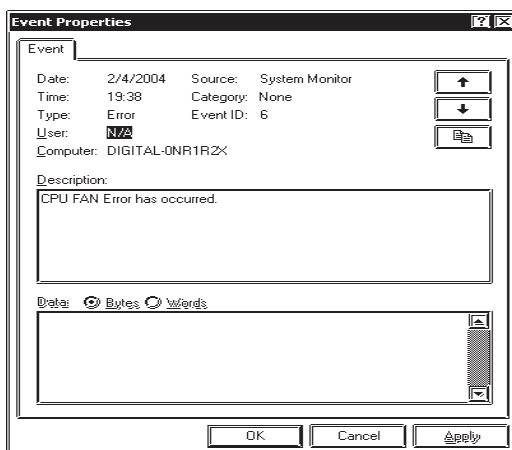 Event Properties
Event
Date: 2/4/2004 Source: System Monitor
Time: 19:38 Category: None
Type: Error Event ID: 6
User: N/A
Computer: DIGITAL-0NR1R2X
Description:
CPU FAN Error has occurred.
Data: Bytes Words
OK Cancel Apply